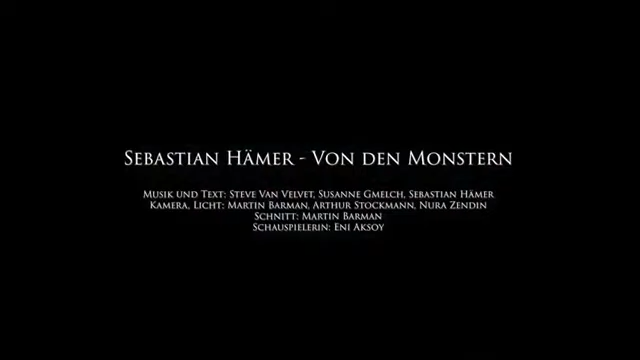 Sebastian Hämer - Von den Monstern
Musik und Text: Steve Van Velvet, Susanne Gmelch, Sebastian Hämer
Kamera, Licht: Martin Barman, Arthur Stockmann, Nura Zendin
Schnitt: Martin Barman
Schauspielerin: Eni Aksoy